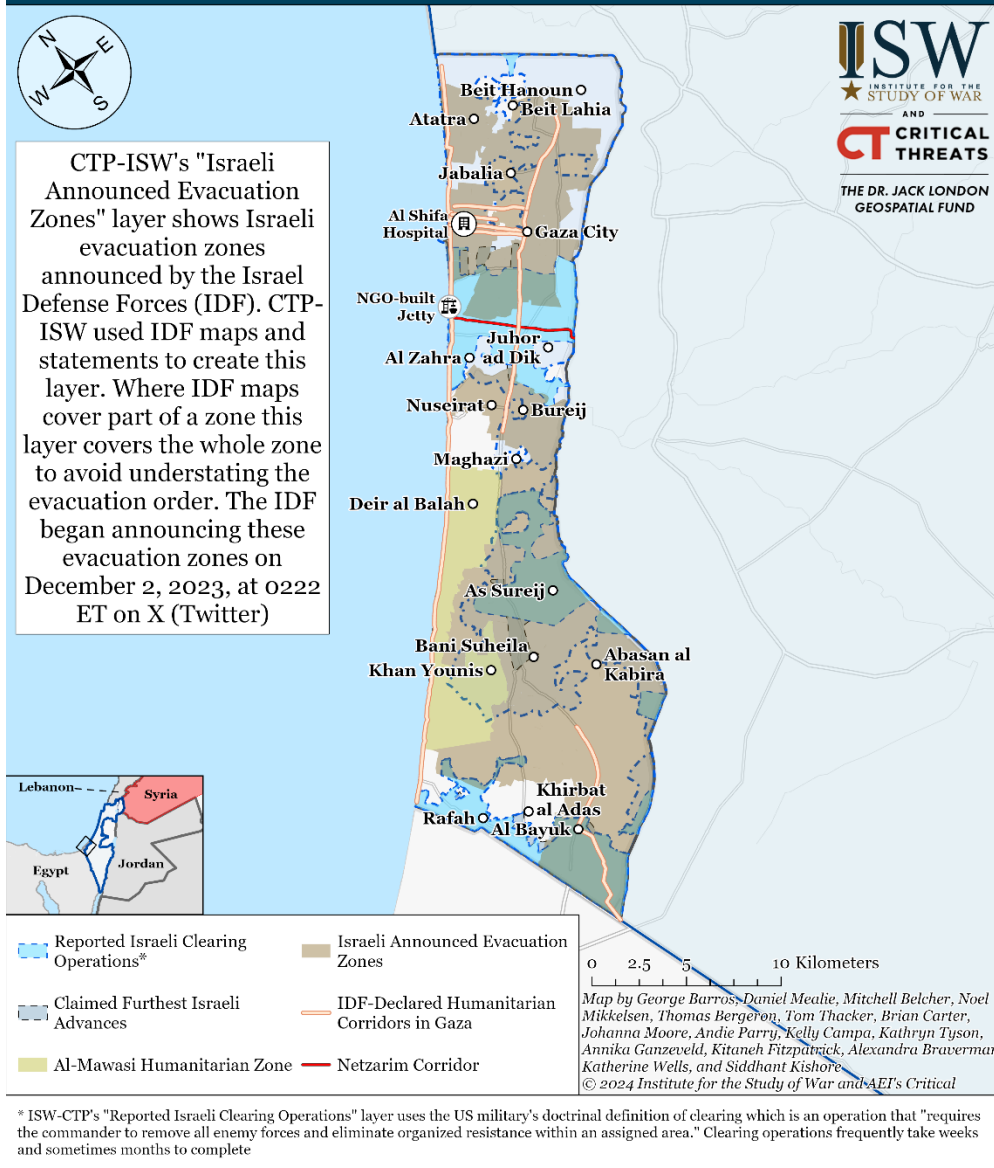 N
E
W
S
ISW
INSTITUTE FOR THE
STUDY OF WAR
AND
CT CRITICAL
THREATS
THE DR. JACK LONDON
GEOSPATIAL FUND
CTP-ISW's "Israeli
Announced Evacuation
Zones" layer shows Israeli
evacuation zones
announced by the Israel
Defense Forces (IDF). CTP-
ISW used IDF maps and
statements to create this
layer. Where IDF maps
cover part of a zone this
layer covers the whole zone
to avoid understating the
evacuation order. The IDF
began announcing these
evacuation zones on
December 2, 2023, at 0222
ET on X (Twitter)
Beit Hanoun
Beit Lahia
Atatra
Jabalia
Al Shifa
Hospital
Gaza City
NGO-built
Jetty
Juhor
ad Dik
Al Zahra
Nuseirat
Bureij
Maghazi
Deir al Balah
As Sureij
Bani Suheila
Abasan al
Kabira
Khan Younis
Khirbat
al Adas
Rafah
Al Bayuk
Lebanon
Syria
Egypt
Jordan
Reported Israeli Clearing
Operations*
Claimed Furthest Israeli
Advances
Al-Mawasi Humanitarian Zone
Israeli Announced Evacuation
Zones
IDF-Declared Humanitarian
Corridors in Gaza
Netzarim Corridor
0 2.5 5 10 Kilometers
Map by George Barros, Daniel Mealie, Mitchell Belcher, Noel
Mikkelsen, Thomas Bergeron, Tom Thacker, Brian Carter,
Johanna Moore, Andie Parry, Kelly Campa, Kathryn Tyson,
Annika Ganzeveld, Kitaneh Fitzpatrick, Alexandra Braverman
Katherine Wells, and Siddhant Kishore
© 2024 Institute for the Study of War and AEI's Critical
* ISW-CTP's "Reported Israeli Clearing Operations" layer uses the US military's doctrinal definition of clearing which is an operation that "requires
the commander to remove all enemy forces and eliminate organized resistance within an assigned area." Clearing operations frequently take weeks
and sometimes months to complete